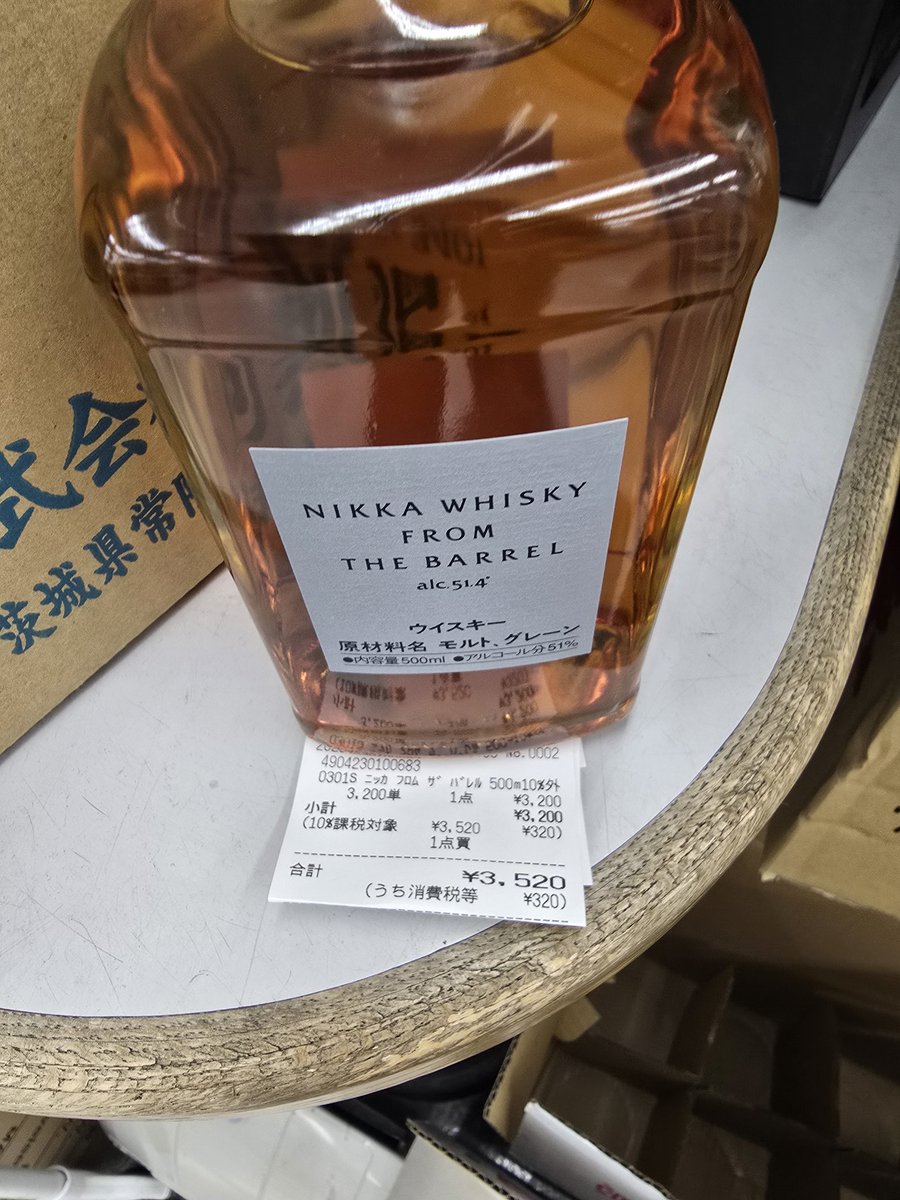 式会
茨城県常
NIKKA WHISKY
FROM
THE BARREL
alc.51.4°
ウイスキー
原材料名 モルト、グレーン
●内容量500ml ●アルコール分51%
4904230100683
0301S ニッカ フロム ザ バレル 500m10%外
3,200単 1点 ¥3,200
小計 ¥3,200
(10%課税対象 ¥3,520 ¥320)
1点買
合計 ¥3,520
(うち消費税等 ¥320)